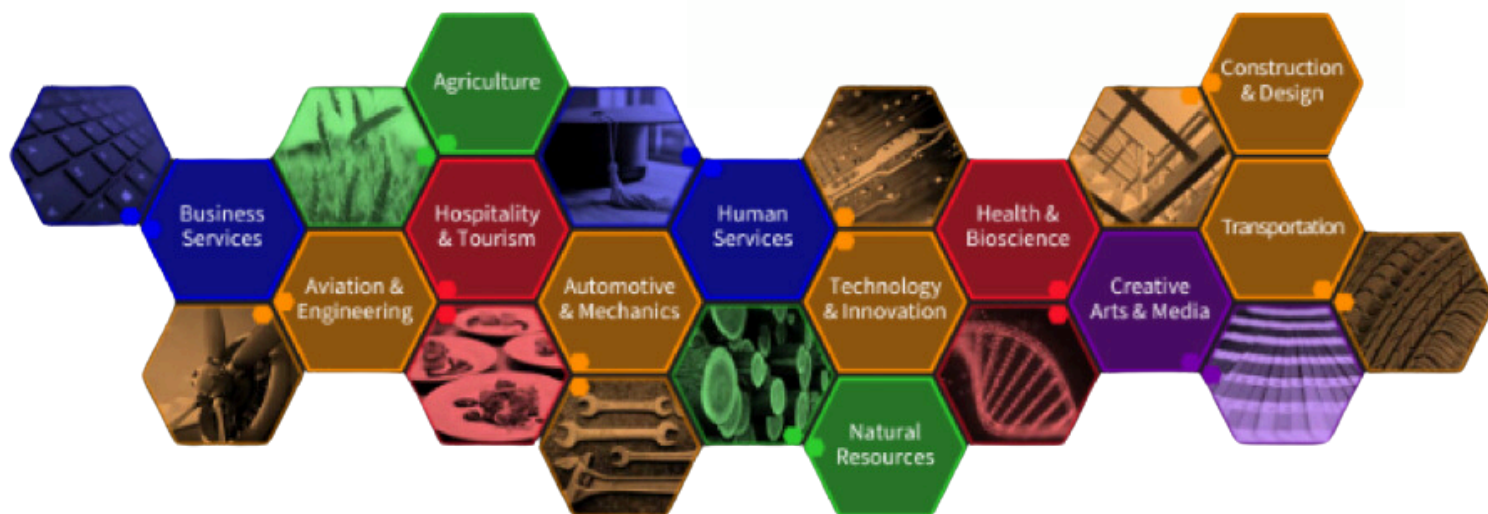 Agriculture
Construction
& Design
Business
Services
Hospitality
& Tourism
Human
Services
Health &
Bioscience
Transportation
Aviation &
Engineering
Automotive
& Mechanics
Technology
& Innovation
Creative
Arts & Media
Natural
Resources